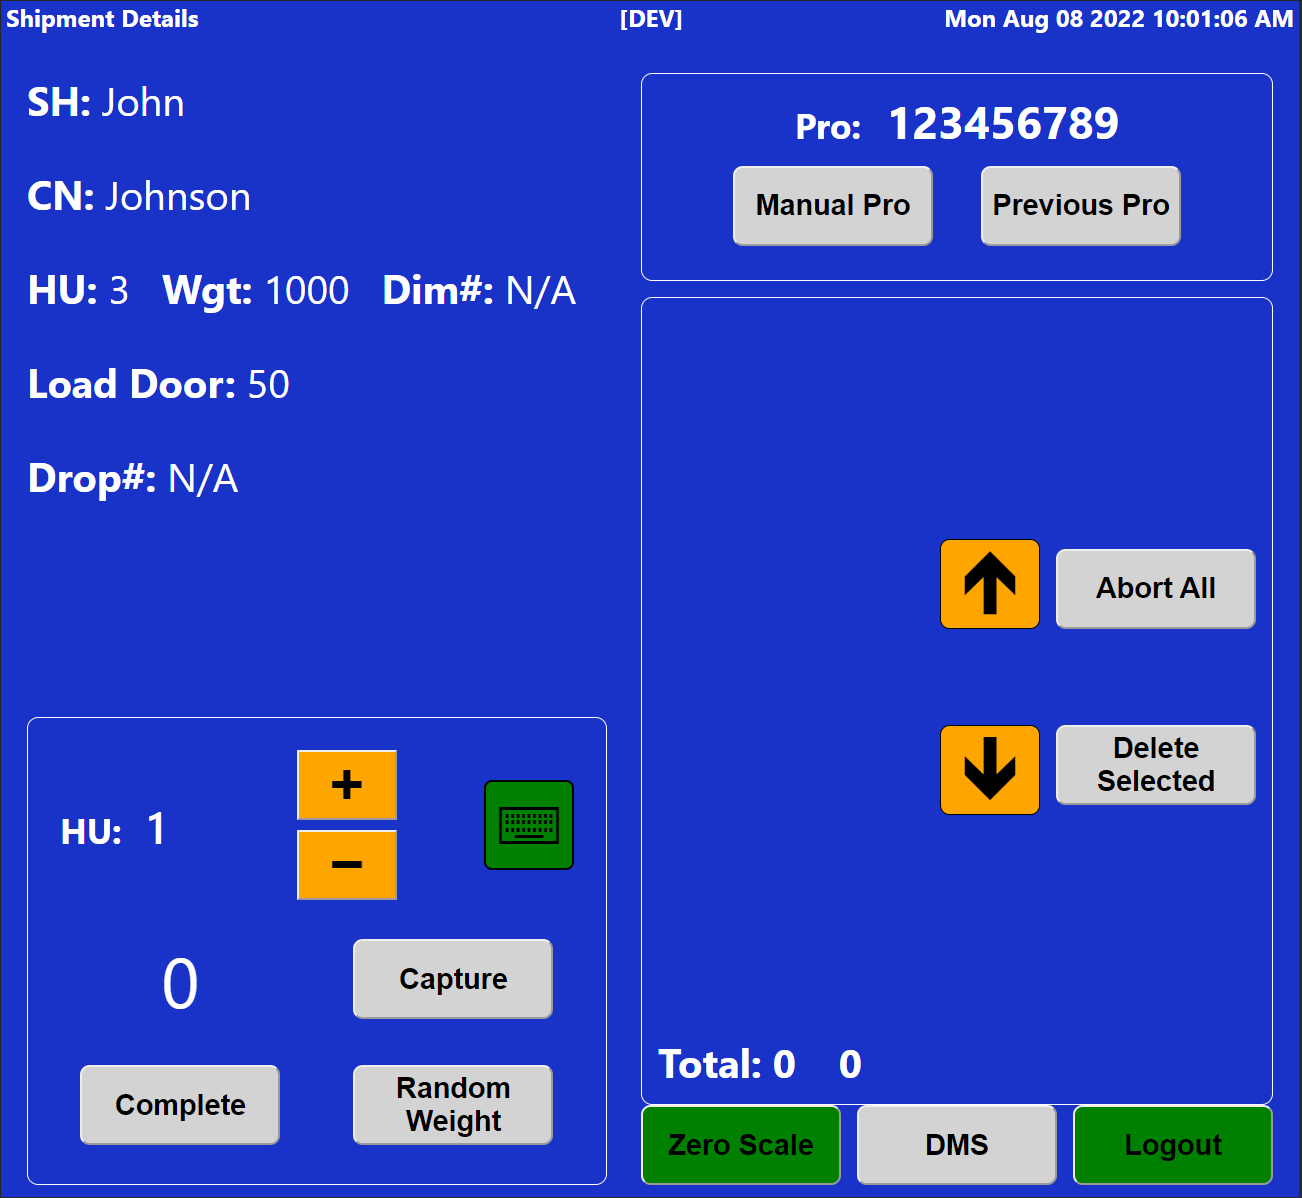 Shipment Details [DEV] Mon Aug 08 2022 10:01:06 AM
SH: John
CN: Johnson
HU: 3 Wgt: 1000 Dim#: N/A
Load Door: 50
Drop#: N/A
Pro: 123456789
Manual Pro Previous Pro
Abort All
Delete
Selected
Total: 0 0
HU: 1
+
−
0 Capture
Complete Random
Weight
Zero Scale DMS Logout